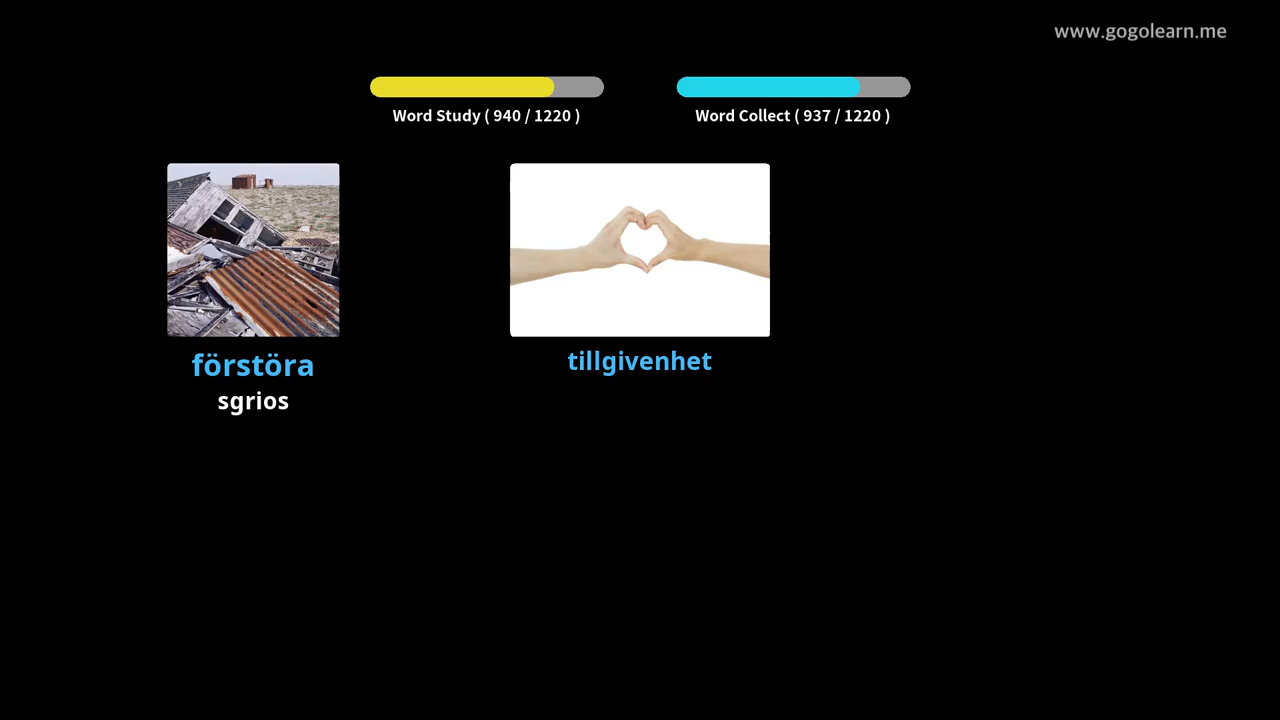 www.gogolearn.me
Word Study ( 940 / 1220 )
Word Collect ( 937 / 1220 )
förstöra
sgrios
tillgivenhet